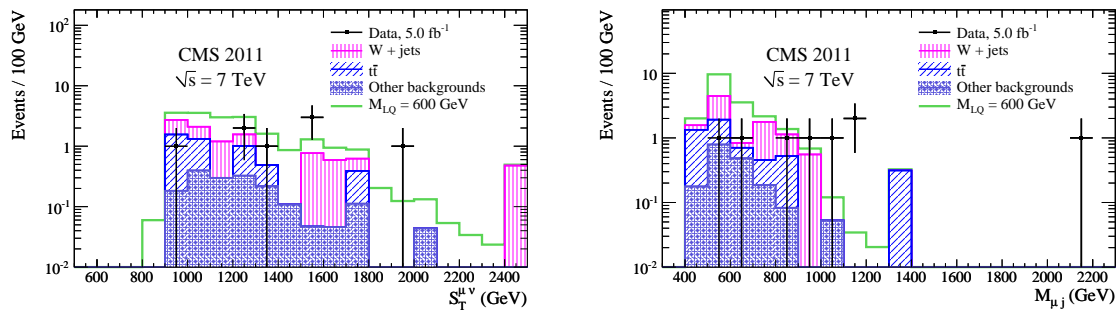 Events / 100 GeV
10²
10
1
10⁻¹
10⁻²
CMS 2011
√s = 7 TeV
Data, 5.0 fb⁻¹
W + jets
tt̄
Other backgrounds
M_LQ = 600 GeV
600 800 1000 1200 1400 1600 1800 2000 2200 2400
S_T^μν (GeV)
Events / 100 GeV
10
1
10⁻¹
10⁻²
CMS 2011
√s = 7 TeV
Data, 5.0 fb⁻¹
W + jets
tt̄
Other backgrounds
M_LQ = 600 GeV
400 600 800 1000 1200 1400 1600 1800 2000 2200
M_μj (GeV)